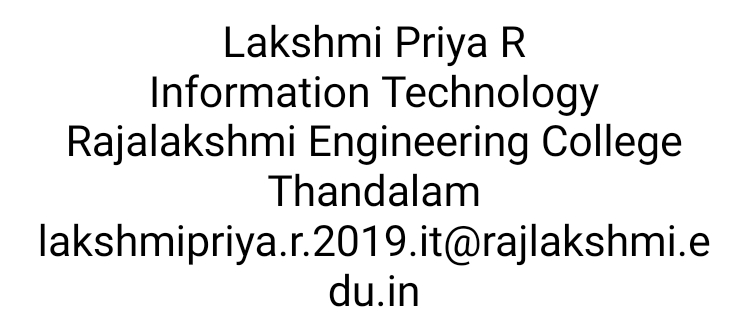 Lakshmi Priya R
Information Technology
Rajalakshmi Engineering College
Thandalam
lakshmipriya.r.2019.it@rajlakshmi.e
du.in